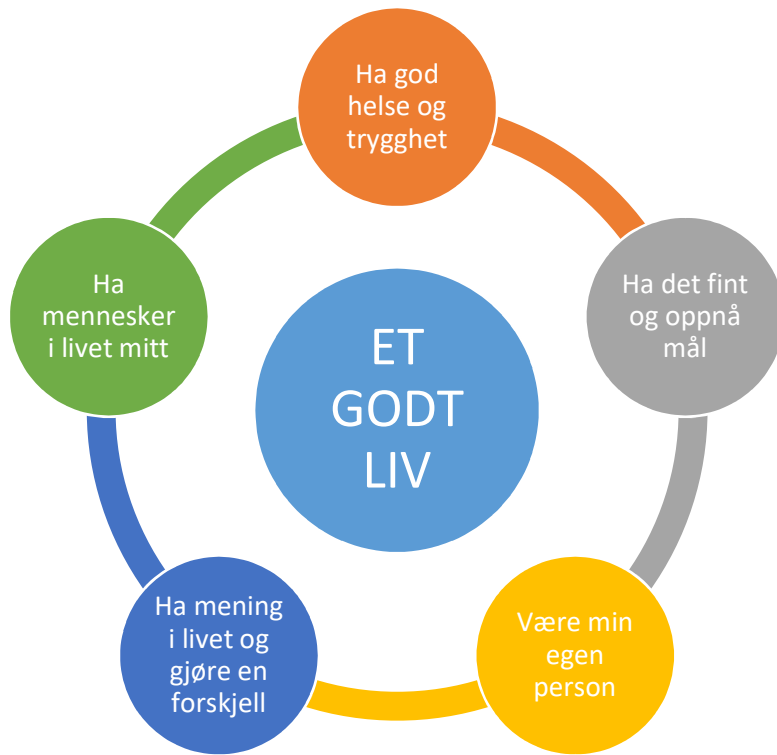 Ha god
helse og
trygghet
Ha det fint
og oppnå
mål
Være min
egen
person
Ha mening
i livet og
gjøre en
forskjell
Ha
mennesker
i livet mitt
ET
GODT
LIV